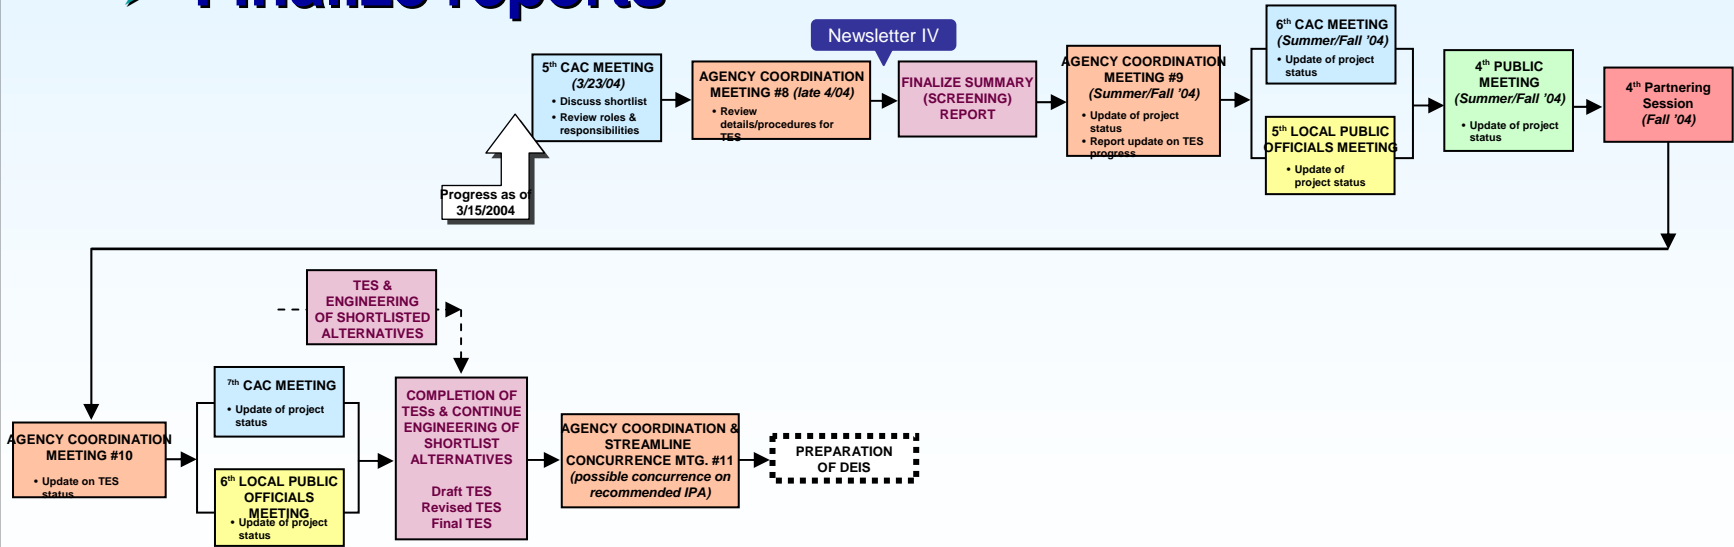 Finalize reports
Newsletter IV
5th CAC MEETING
(3/23/04)
• Discuss shortlist
• Review roles &
responsibilities
AGENCY COORDINATION
MEETING #8 (late 4/04)
• Review
details/procedures for
TES
FINALIZE SUMMARY
(SCREENING)
REPORT
AGENCY COORDINATION
MEETING #9
(Summer/Fall ’04)
• Update of project
status
• Report update on TES
progress
6th CAC MEETING
(Summer/Fall ’04)
• Update of project
status
5th LOCAL PUBLIC
OFFICIALS MEETING
• Update of
project status
4th PUBLIC
MEETING
(Summer/Fall ’04)
• Update of project
status
4th Partnering
Session
(Fall ’04)
Progress as of
3/15/2004
TES &
ENGINEERING
OF SHORTLISTED
ALTERNATIVES
AGENCY COORDINATION
MEETING #10
• Update on TES
status
7th CAC MEETING
• Update of project
status
6th LOCAL PUBLIC
OFFICIALS
MEETING
• Update of project
status
COMPLETION OF
TESs & CONTINUE
ENGINEERING OF
SHORTLIST
ALTERNATIVES
Draft TES
Revised TES
Final TES
AGENCY COORDINATION &
STREAMLINE
CONCURRENCE MTG. #11
(possible concurrence on
recommended IPA)
PREPARATION
OF DEIS